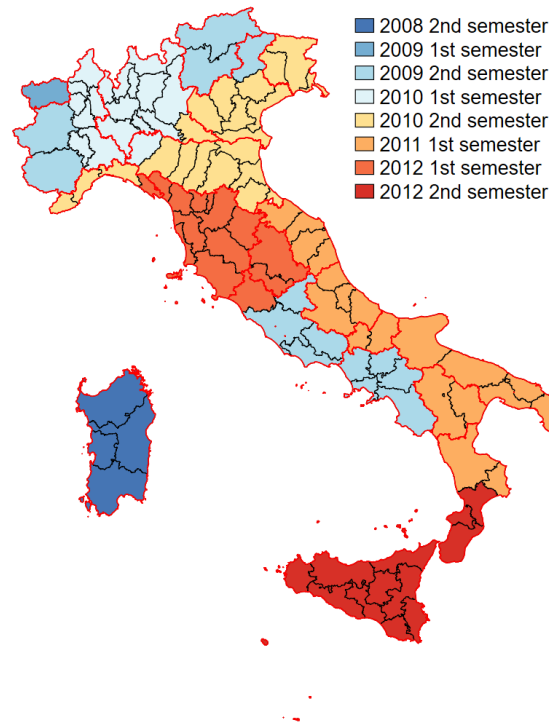 2008 2nd semester
2009 1st semester
2009 2nd semester
2010 1st semester
2010 2nd semester
2011 1st semester
2012 1st semester
2012 2nd semester